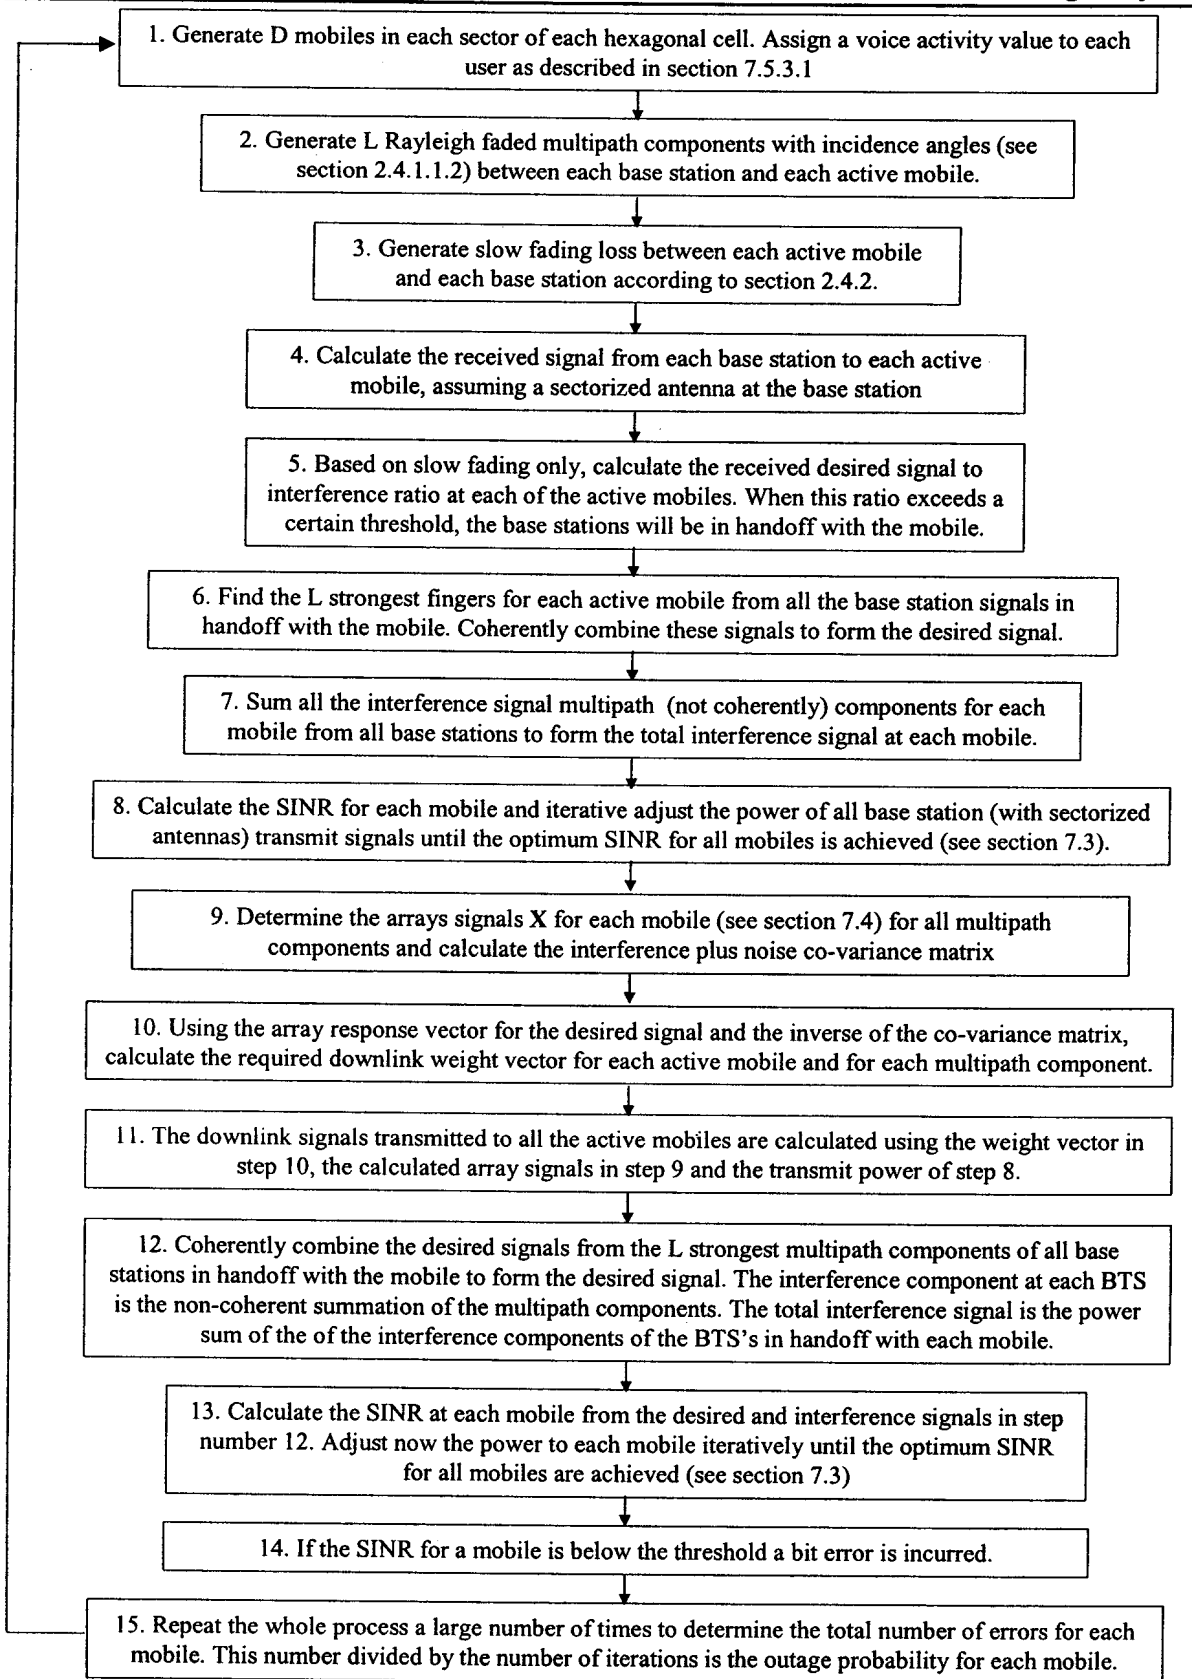 1. Generate D mobiles in each sector of each hexagonal cell. Assign a voice activity value to each
user as described in section 7.5.3.1
2. Generate L Rayleigh faded multipath components with incidence angles (see
section 2.4.1.1.2) between each base station and each active mobile.
3. Generate slow fading loss between each active mobile
and each base station according to section 2.4.2.
4. Calculate the received signal from each base station to each active
mobile, assuming a sectorized antenna at the base station
5. Based on slow fading only, calculate the received desired signal to
interference ratio at each of the active mobiles. When this ratio exceeds a
certain threshold, the base stations will be in handoff with the mobile.
6. Find the L strongest fingers for each active mobile from all the base station signals in
handoff with the mobile. Coherently combine these signals to form the desired signal.
7. Sum all the interference signal multipath (not coherently) components for each
mobile from all base stations to form the total interference signal at each mobile.
8. Calculate the SINR for each mobile and iterative adjust the power of all base station (with sectorized
antennas) transmit signals until the optimum SINR for all mobiles is achieved (see section 7.3).
9. Determine the arrays signals X for each mobile (see section 7.4) for all multipath
components and calculate the interference plus noise co-variance matrix
10. Using the array response vector for the desired signal and the inverse of the co-variance matrix,
calculate the required downlink weight vector for each active mobile and for each multipath component.
11. The downlink signals transmitted to all the active mobiles are calculated using the weight vector in
step 10, the calculated array signals in step 9 and the transmit power of step 8.
12. Coherently combine the desired signals from the L strongest multipath components of all base
stations in handoff with the mobile to form the desired signal. The interference component at each BTS
is the non-coherent summation of the multipath components. The total interference signal is the power
sum of the of the interference components of the BTS's in handoff with each mobile.
13. Calculate the SINR at each mobile from the desired and interference signals in step
number 12. Adjust now the power to each mobile iteratively until the optimum SINR
for all mobiles are achieved (see section 7.3)
14. If the SINR for a mobile is below the threshold a bit error is incurred.
15. Repeat the whole process a large number of times to determine the total number of errors for each
mobile. This number divided by the number of iterations is the outage probability for each mobile.